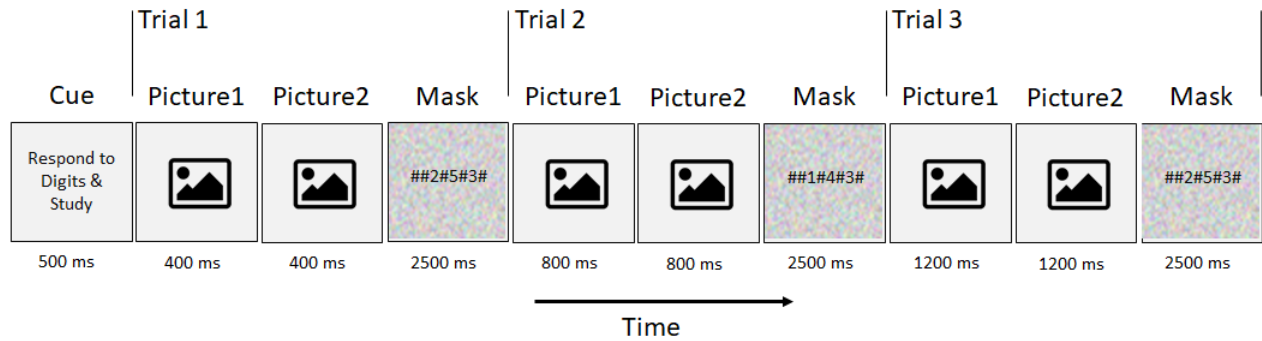 Trial 1
Trial 2
Trial 3
Cue
Picture1
Picture2
Mask
Picture1
Picture2
Mask
Picture1
Picture2
Mask
Respond to
Digits &
Study
##2#5#3#
##1#4#3#
##2#5#3#
500 ms
400 ms
400 ms
2500 ms
800 ms
800 ms
2500 ms
1200 ms
1200 ms
2500 ms
Time